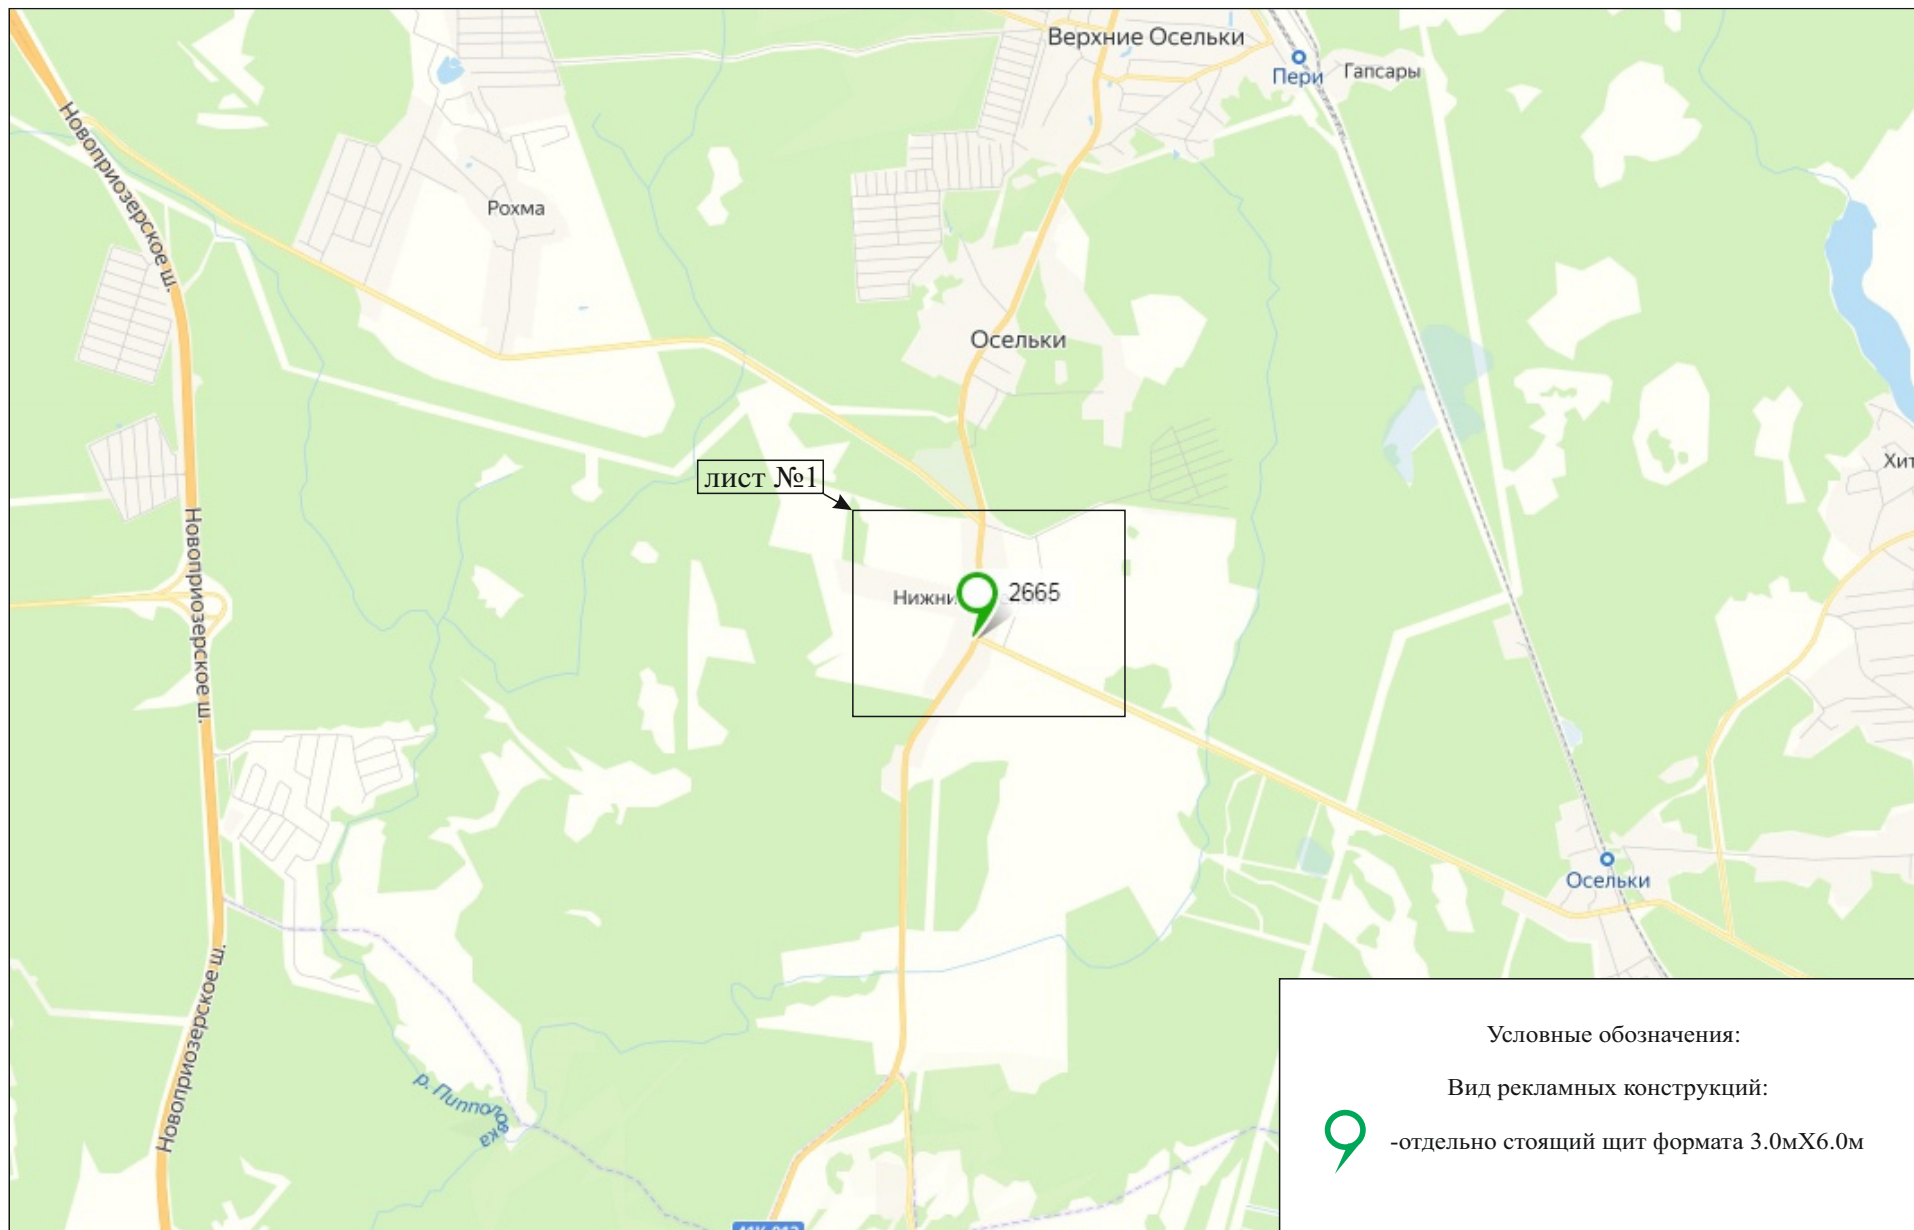 Верхние Осельки
Пери
Гапсары
Новоприозерское ш.
Рохма
Осельки
Хит
лист №1
Новоприозерское ш.
2665
Осельки
Новоприозерское ш.
р. Пипполовка
Условные обозначения:
Вид рекламных конструкций:
-отдельно стоящий щит формата 3.0мХ6.0м